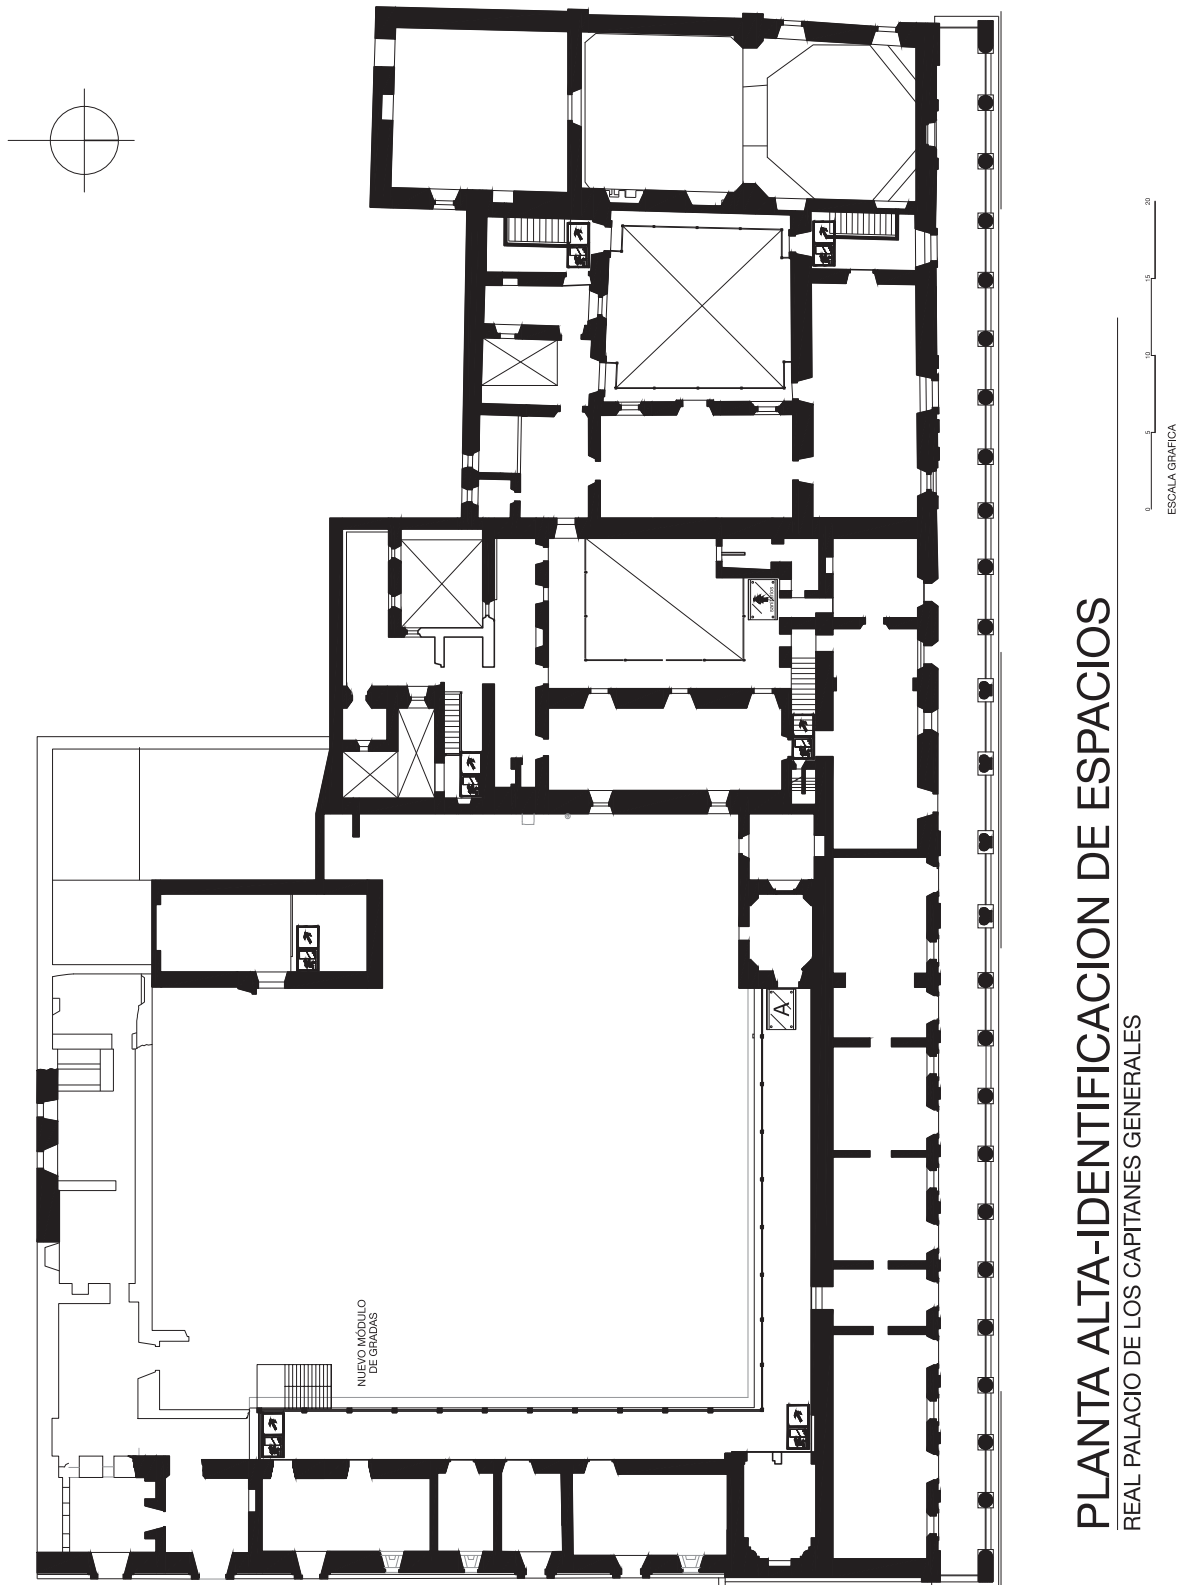 PLANTA ALTA-IDENTIFICACION DE ESPACIOS
REAL PALACIO DE LOS CAPITANES GENERALES
NUEVO MÓDULO
DE GRADAS
A
0 5 10 15 20
ESCALA GRAFICA